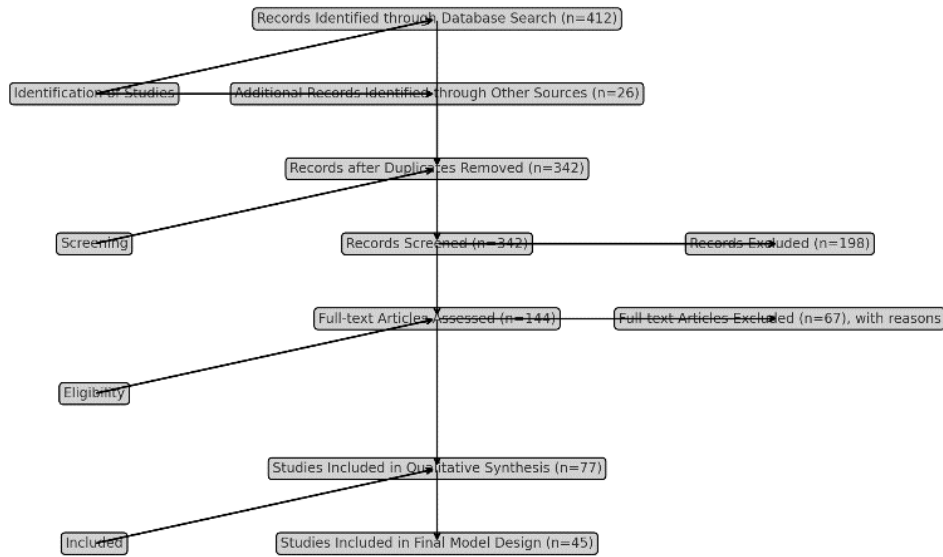 Records Identified through Database Search (n=412)
Identification of Studies
Additional Records Identified through Other Sources (n=26)
Records after Duplicates Removed (n=342)
Screening
Records Screened (n=342)
Records Excluded (n=198)
Full-text Articles Assessed (n=144)
Full-text Articles Excluded (n=67), with reasons
Eligibility
Studies Included in Qualitative Synthesis (n=77)
Included
Studies Included in Final Model Design (n=45)